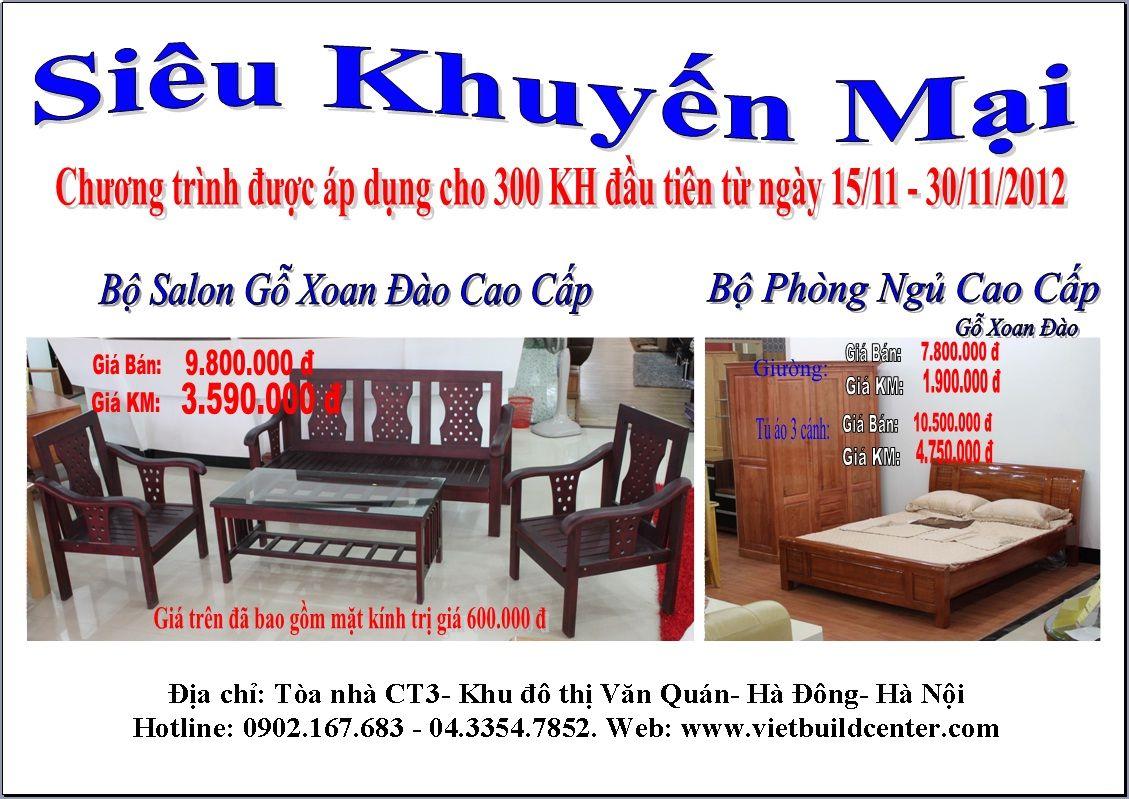 Siêu Khuyến Mại
Chương trình được áp dụng cho 300 KH đầu tiên từ ngày 15/11 - 30/11/2012
Bộ Salon Gỗ Xoan Đào Cao Cấp
Giá Bán: 9.800.000 đ
Giá KM: 3.590.000 đ
Giá trên đã bao gồm mặt kính trị giá 600.000 đ
Bộ Phòng Ngủ Cao Cấp
Gỗ Xoan Đào
Giường: Giá Bán: 7.800.000 đ
Giá KM: 1.900.000 đ
Tủ áo 3 cánh: Giá Bán: 10.500.000 đ
Giá KM: 4.750.000 đ
Địa chỉ: Tòa nhà CT3- Khu đô thị Văn Quán- Hà Đông- Hà Nội
Hotline: 0902.167.683 - 04.3354.7852. Web: www.vietbuildcenter.com